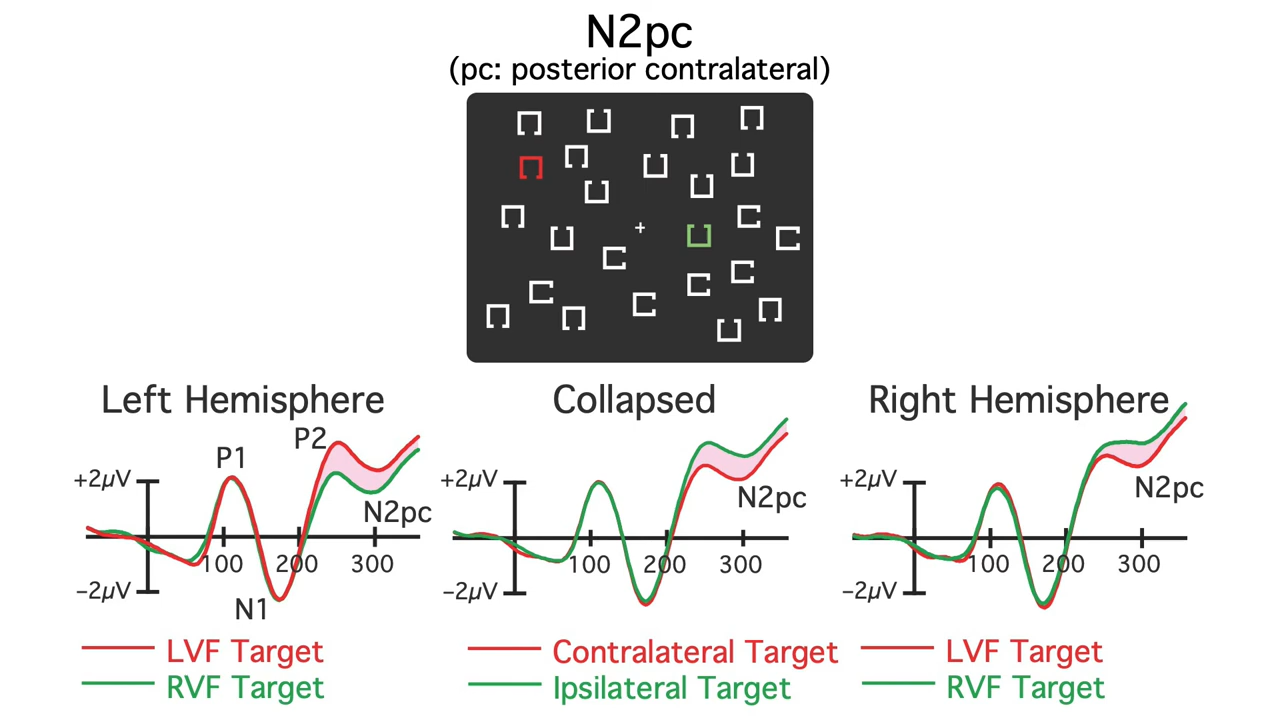 N2pc
(pc: posterior contralateral)
Left Hemisphere
P1
P2
+2µV
N2pc
100
200
300
−2µV
N1
LVF Target
RVF Target
Collapsed
+2µV
N2pc
100
200
300
−2µV
Contralateral Target
Ipsilateral Target
Right Hemisphere
+2µV
N2pc
100
200
300
−2µV
LVF Target
RVF Target